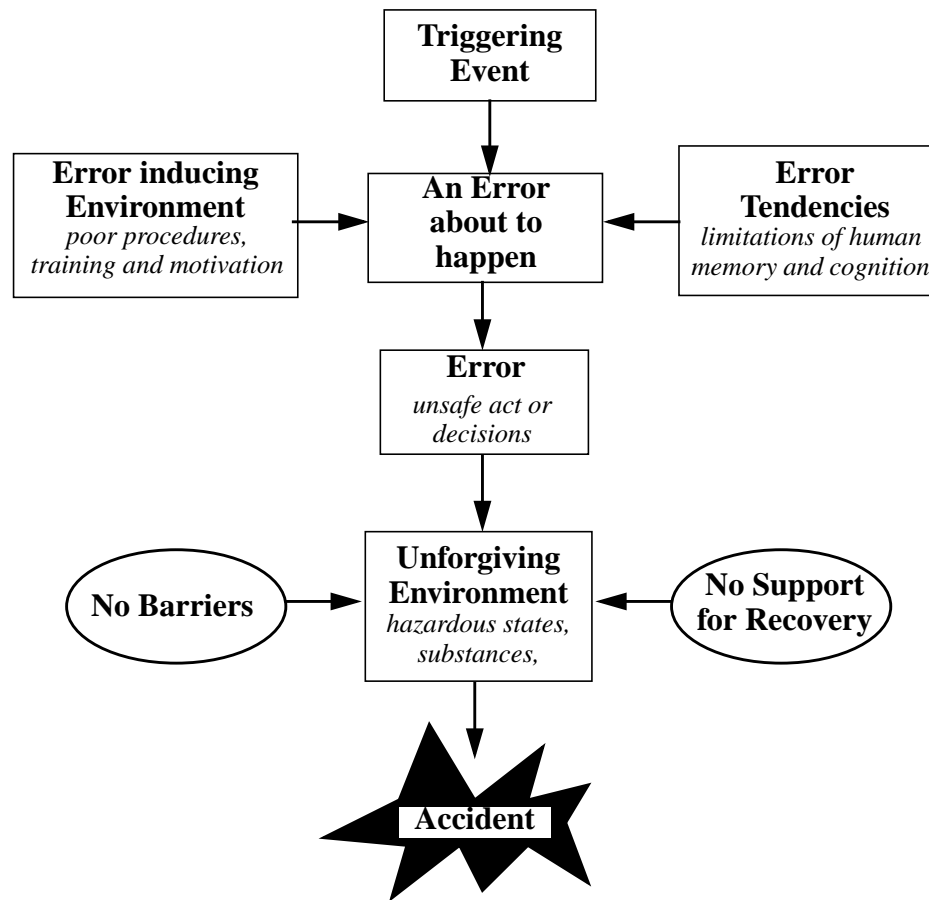 Triggering
Event
Error inducing
Environment
poor procedures,
training and motivation
An Error
about to
happen
Error
Tendencies
limitations of human
memory and cognition
Error
unsafe act or
decisions
No Barriers
Unforgiving
Environment
hazardous states,
substances,
No Support
for Recovery
Accident